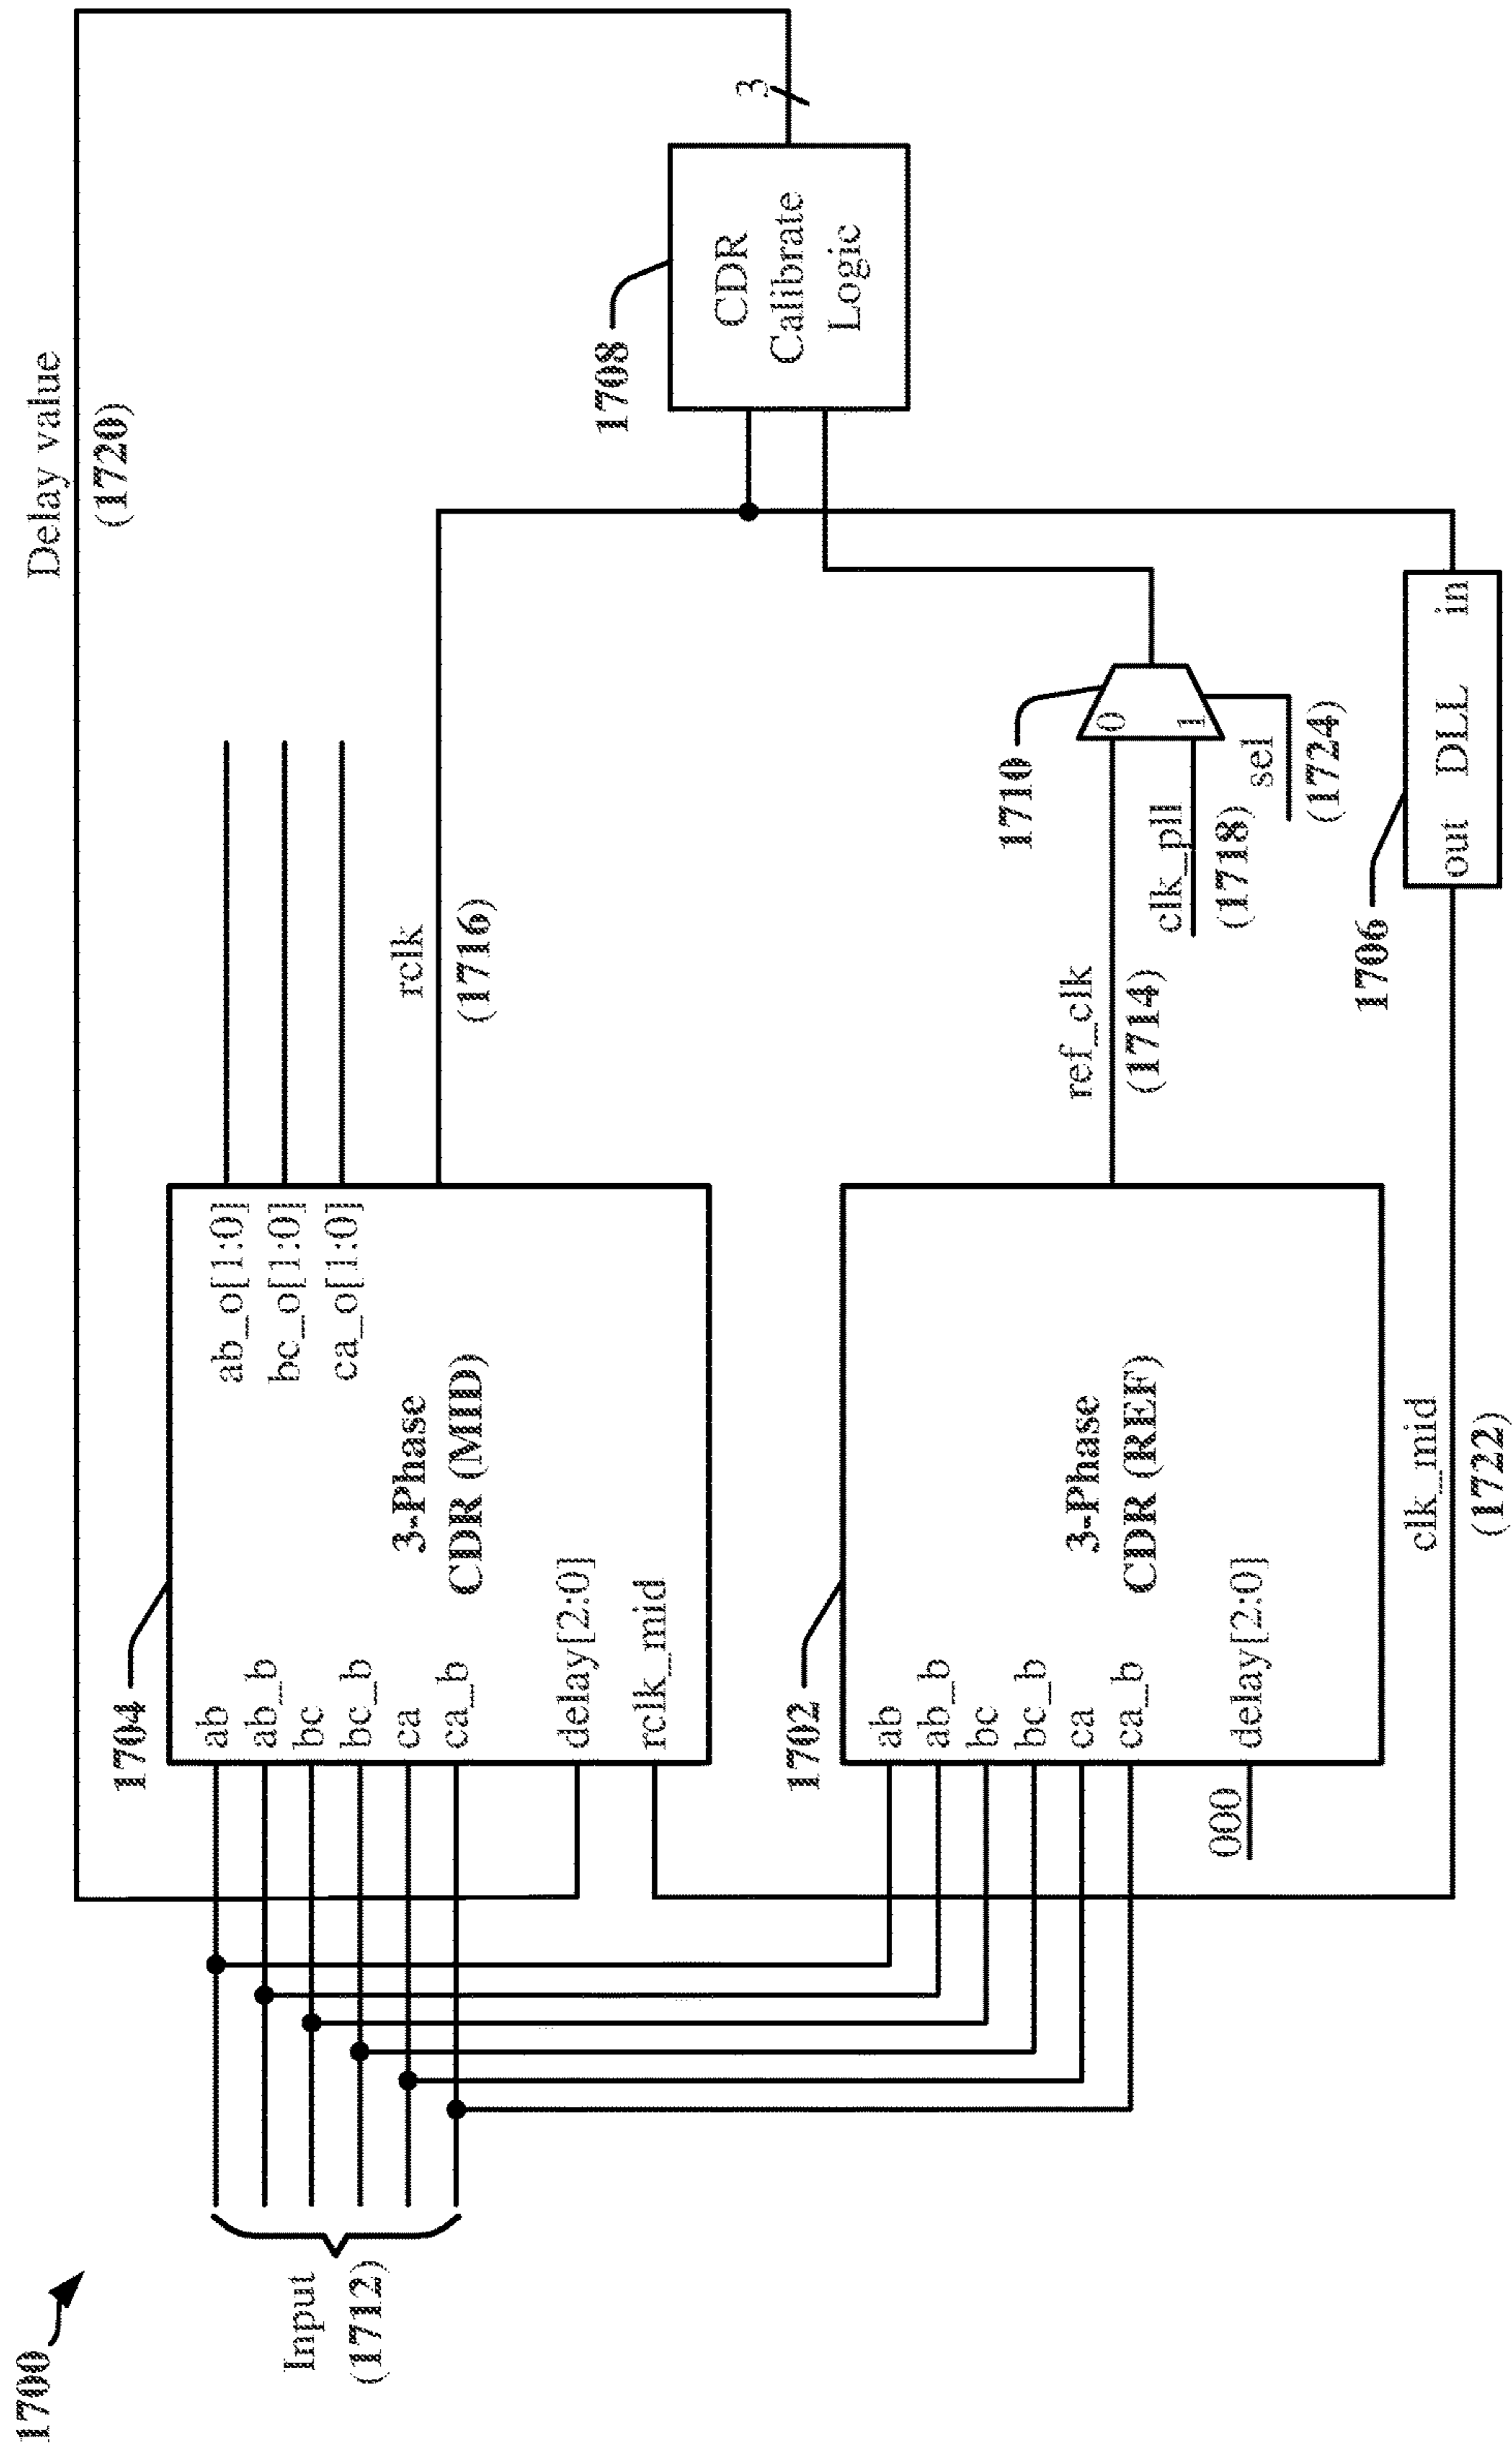 1700
Input
(1712)
Delay value
(1720)
1704
ab
ab_b
bc
bc_b
ca
ca_b
delay[2:0]
rclk_mid
3-Phase
CDR (MID)
ab_o[1:0]
bc_o[1:0]
ca_o[1:0]
rclk
(1716)
1708
CDR
Calibrate
Logic
3
1702
ab
ab_b
bc
bc_b
ca
ca_b
000
delay[2:0]
3-Phase
CDR (REF)
ref_clk
(1714)
1710
0
1
clk_pll
(1718)
sel
(1724)
1706
out DLL in
clk_mid
(1722)